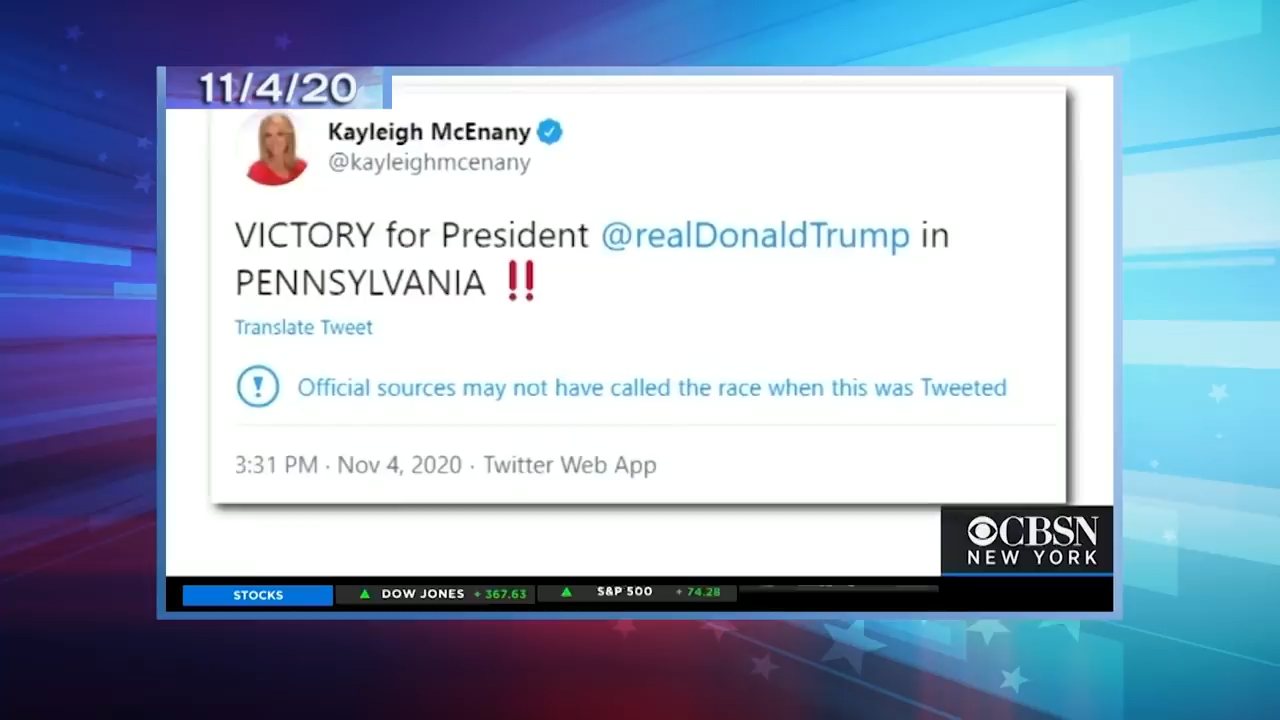 11/4/20
Kayleigh McEnany
@kayleighmcenany
VICTORY for President @realDonaldTrump in
PENNSYLVANIA ‼️
Translate Tweet
Official sources may not have called the race when this was Tweeted
3:31 PM · Nov 4, 2020 · Twitter Web App
CBSN
NEW YORK
STOCKS ▲ DOW JONES + 367.63 ▲ S&P 500 + 74.28